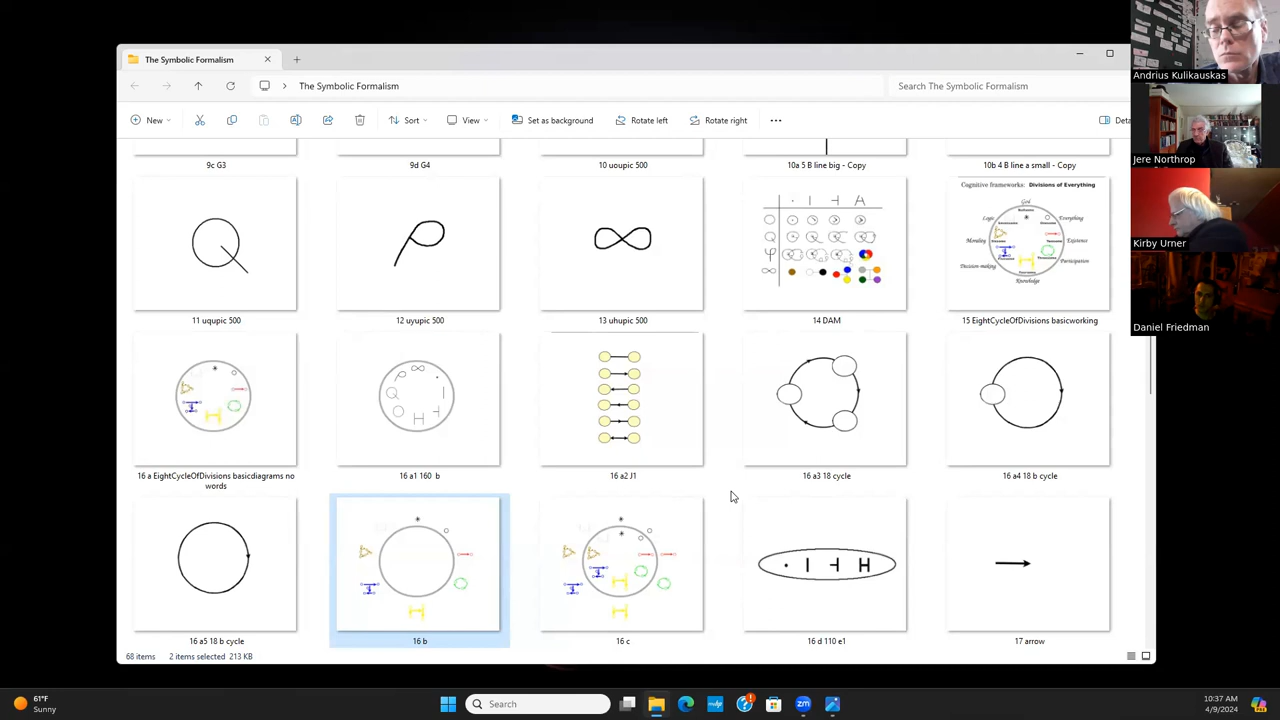 The Symbolic Formalism
The Symbolic Formalism
Search The Symbolic Formalism
New
Sort
View
Set as background
Rotate left
Rotate right
Deta
9c G3
9d G4
10 uoupic 500
10a 5 B line big - Copy
10b 4 B line a small - Copy
Cognitive frameworks: Divisions of Everything
God
Logic
Everything
Morality
Existence
Decision-making
Participation
Knowledge
11 uqupic 500
12 uyupic 500
13 uhupic 500
14 DAM
15 EightCycleOfDivisions basicworking
16 a EightCycleOfDivisions basicdiagrams no
words
16 a1 160 b
16 a2 J1
16 a3 18 cycle
16 a4 18 b cycle
16 a5 18 b cycle
16 b
16 c
16 d 110 e1
17 arrow
68 items
2 items selected 213 KB
Andrius Kulikauskas
Jere Northrop
Kirby Urner
Daniel Friedman
61°F
Sunny
Search
zm
10:37 AM
4/9/2024